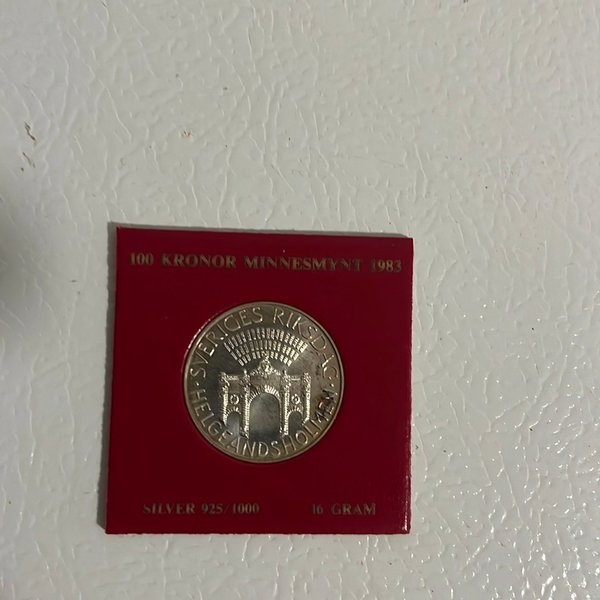 100 KRONOR MINNESMYNT 1983
SVERIGES RIKSDAG
HELGEANDSHOLMEN
SILVER 925/1000 16 GRAM